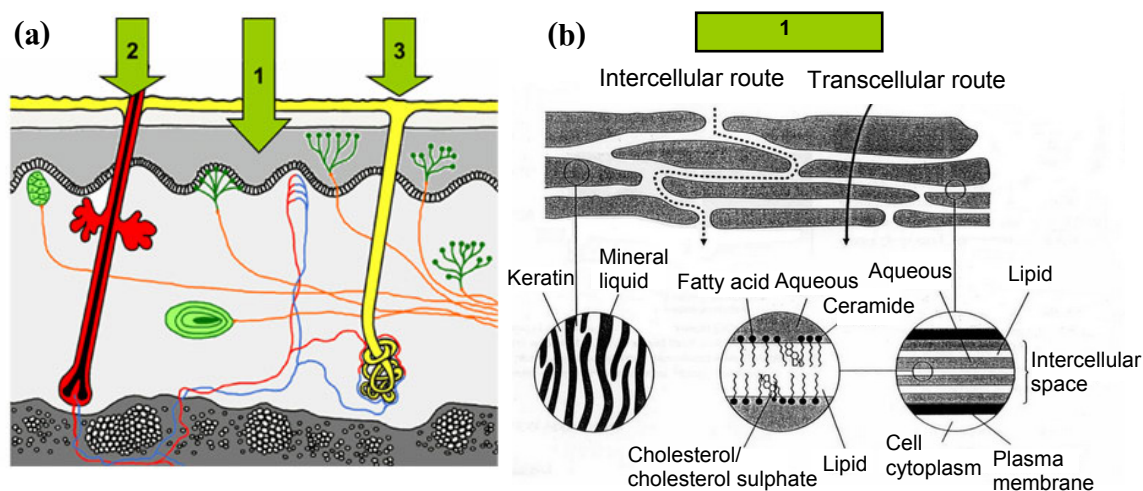 (a)
2
1
3
(b)
1
Intercellular route
Transcellular route
Keratin
Mineral
liquid
Fatty acid
Aqueous
Ceramide
Aqueous
Lipid
Intercellular
space
Cholesterol/
cholesterol sulphate
Lipid
Cell
cytoplasm
Plasma
membrane